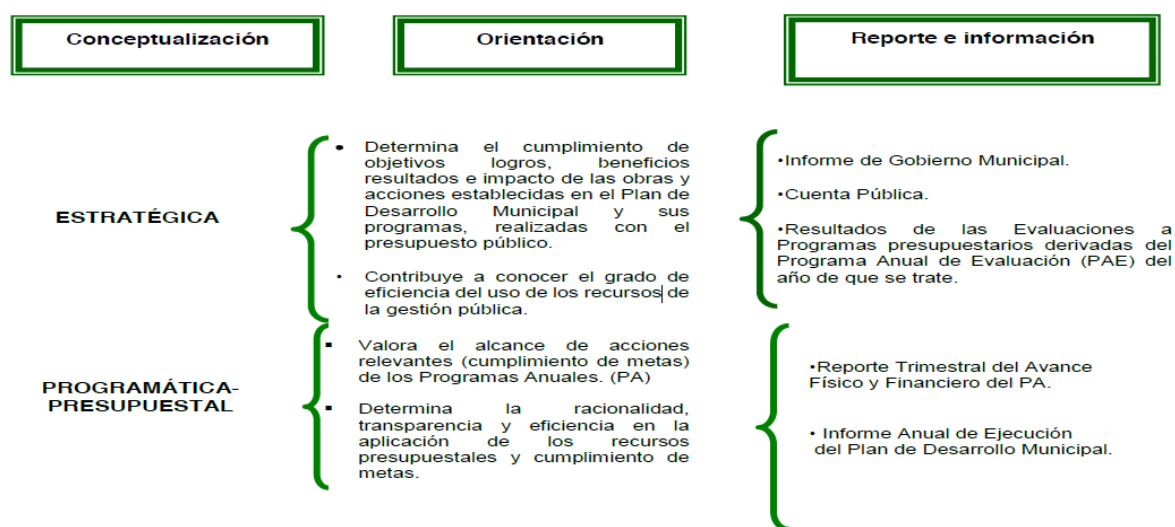 Conceptualización
Orientación
Reporte e información
ESTRATÉGICA
• Determina el cumplimiento de
objetivos logros, beneficios
resultados e impacto de las obras y
acciones establecidas en el Plan de
Desarrollo Municipal y sus
programas, realizadas con el
presupuesto público.
• Contribuye a conocer el grado de
eficiencia del uso de los recursos de
la gestión pública.
•Informe de Gobierno Municipal.
•Cuenta Pública.
•Resultados de las Evaluaciones a
Programas presupuestarios derivadas del
Programa Anual de Evaluación (PAE) del
año de que se trate.
PROGRAMÁTICA-
PRESUPUESTAL
▪ Valora el alcance de acciones
relevantes (cumplimiento de metas)
de los Programas Anuales. (PA)
▪ Determina la racionalidad,
transparencia y eficiencia en la
aplicación de los recursos
presupuestales y cumplimiento de
metas.
•Reporte Trimestral del Avance
Físico y Financiero del PA.
• Informe Anual de Ejecución
del Plan de Desarrollo Municipal.